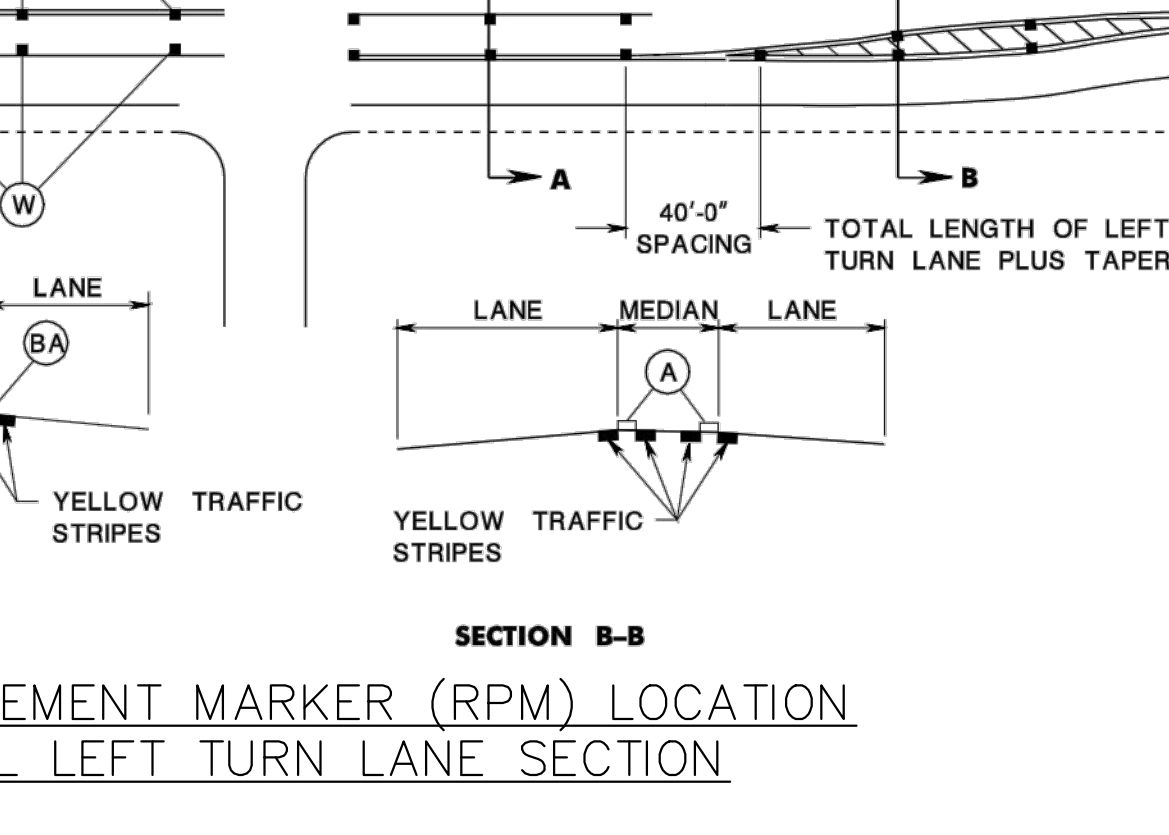 A
B
W
40'-0"
SPACING
TOTAL LENGTH OF LEFT
TURN LANE PLUS TAPER
LANE
LANE
MEDIAN
LANE
BA
A
YELLOW TRAFFIC
STRIPES
YELLOW TRAFFIC
STRIPES
SECTION B-B
EMENT MARKER (RPM) LOCATION
L LEFT TURN LANE SECTION